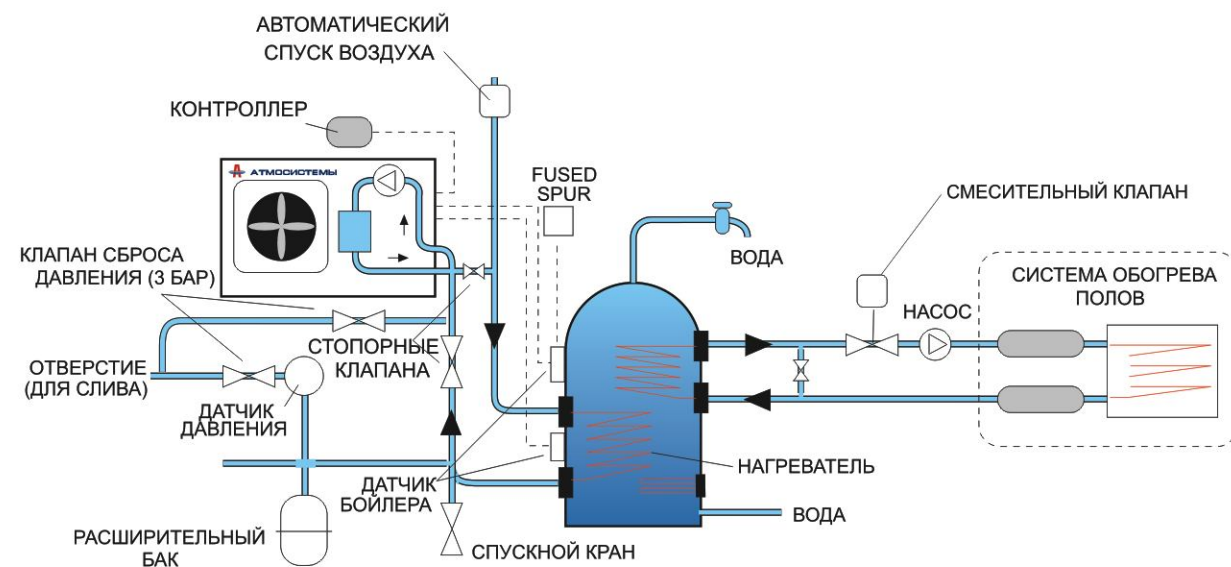 АВТОМАТИЧЕСКИЙ
СПУСК ВОЗДУХА
КОНТРОЛЛЕР
АТМОСИСТЕМЫ
FUSED
SPUR
СМЕСИТЕЛЬНЫЙ КЛАПАН
КЛАПАН СБРОСА
ДАВЛЕНИЯ (3 БАР)
ВОДА
СИСТЕМА ОБОГРЕВА
ПОЛОВ
НАСОС
СТОПОРНЫЕ
КЛАПАНА
ОТВЕРСТИЕ
(ДЛЯ СЛИВА)
ДАТЧИК
ДАВЛЕНИЯ
ДАТЧИК
БОЙЛЕРА
НАГРЕВАТЕЛЬ
ВОДА
РАСШИРИТЕЛЬНЫЙ
БАК
СПУСКНОЙ КРАН